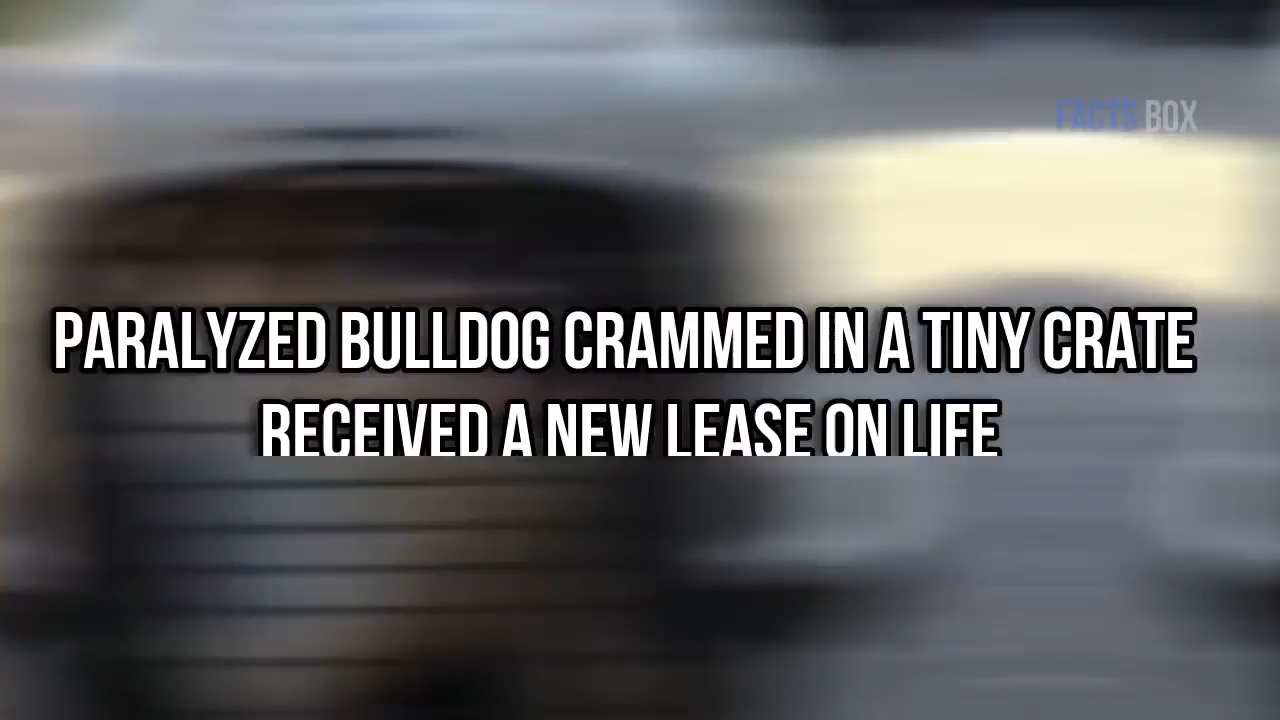 FACTS BOX
PARALYZED BULLDOG CRAMMED IN A TINY CRATE
RECEIVED A NEW LEASE ON LIFE